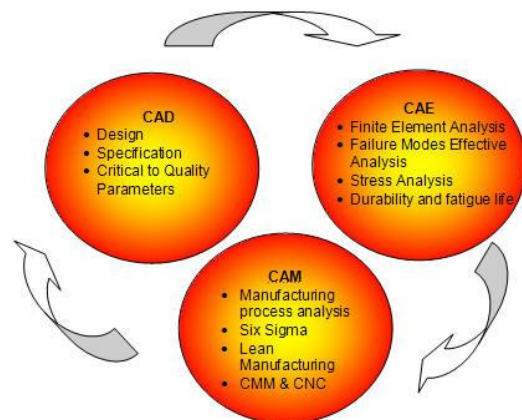 CAD
• Design
• Specification
• Critical to Quality
Parameters
CAE
• Finite Element Analysis
• Failure Modes Effective
Analysis
• Stress Analysis
• Durability and fatigue life
CAM
• Manufacturing
process analysis
• Six Sigma
• Lean
Manufacturing
• CMM & CNC